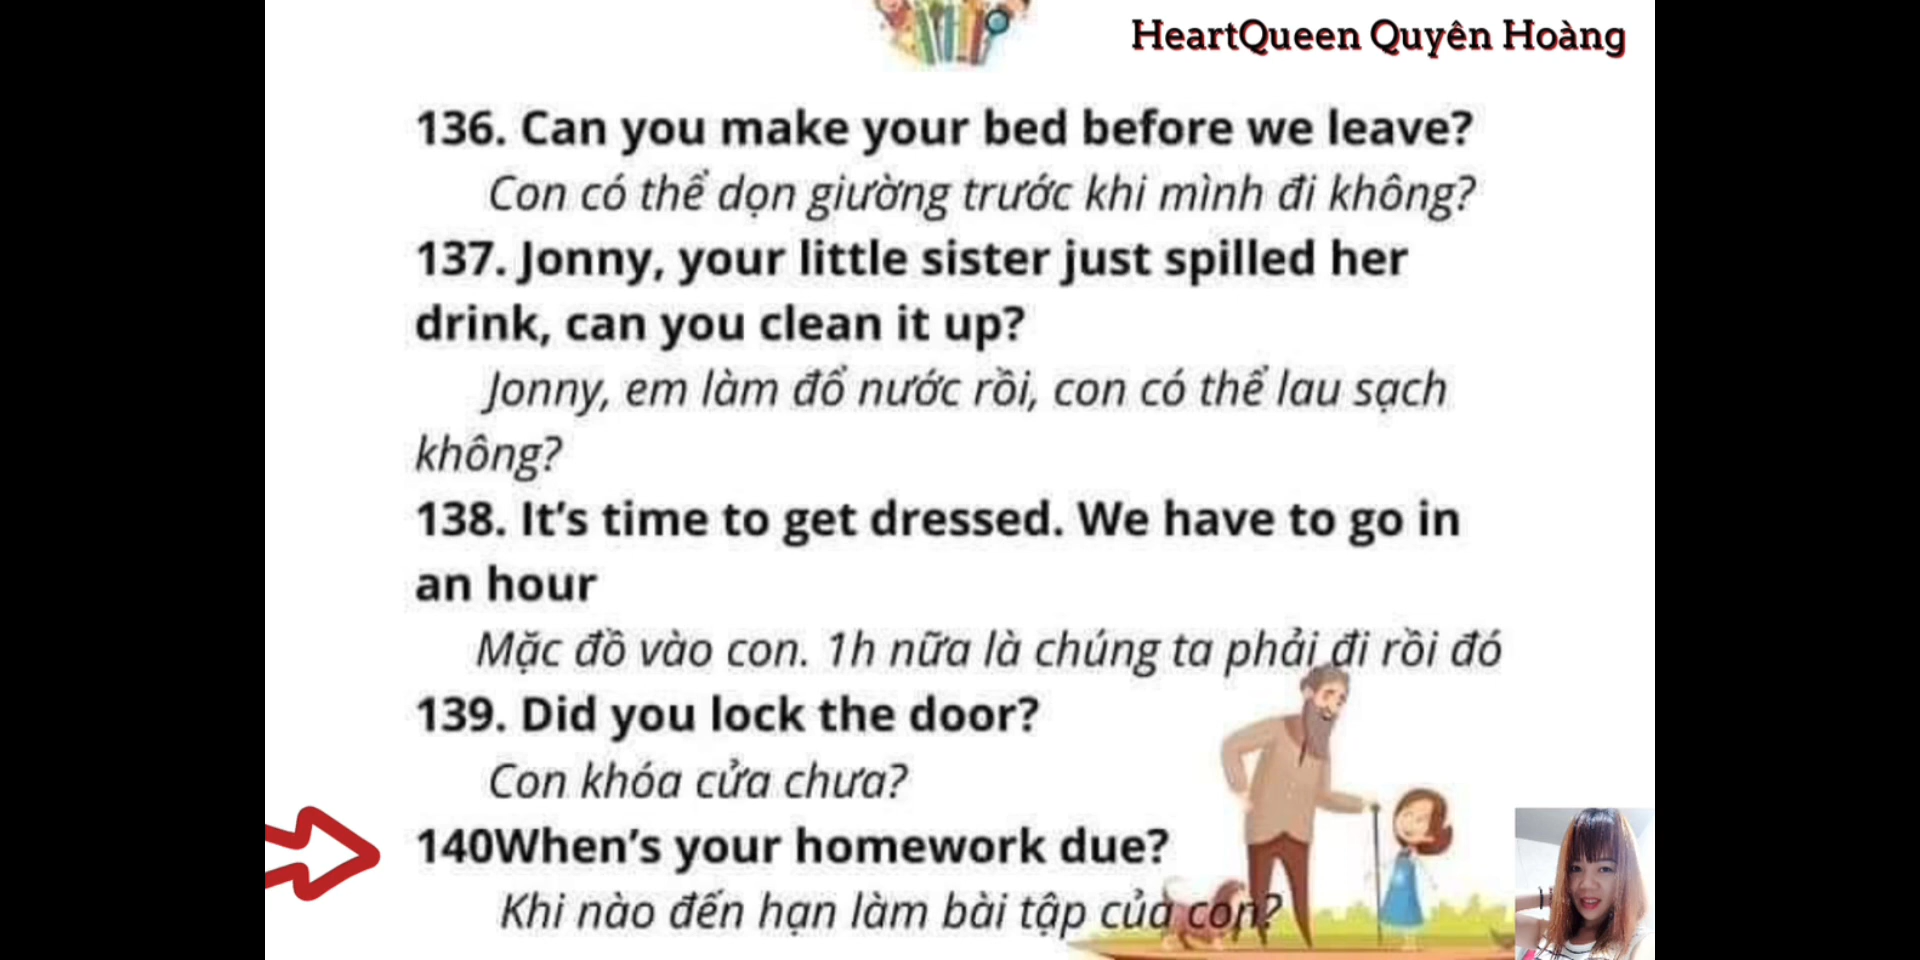 HeartQueen Quyên Hoàng
136. Can you make your bed before we leave?
Con có thể dọn giường trước khi mình đi không?
137. Jonny, your little sister just spilled her
drink, can you clean it up?
Jonny, em làm đổ nước rồi, con có thể lau sạch
không?
138. It’s time to get dressed. We have to go in
an hour
Mặc đồ vào con. 1h nữa là chúng ta phải đi rồi đó
139. Did you lock the door?
Con khóa cửa chưa?
140When’s your homework due?
Khi nào đến hạn làm bài tập của con?